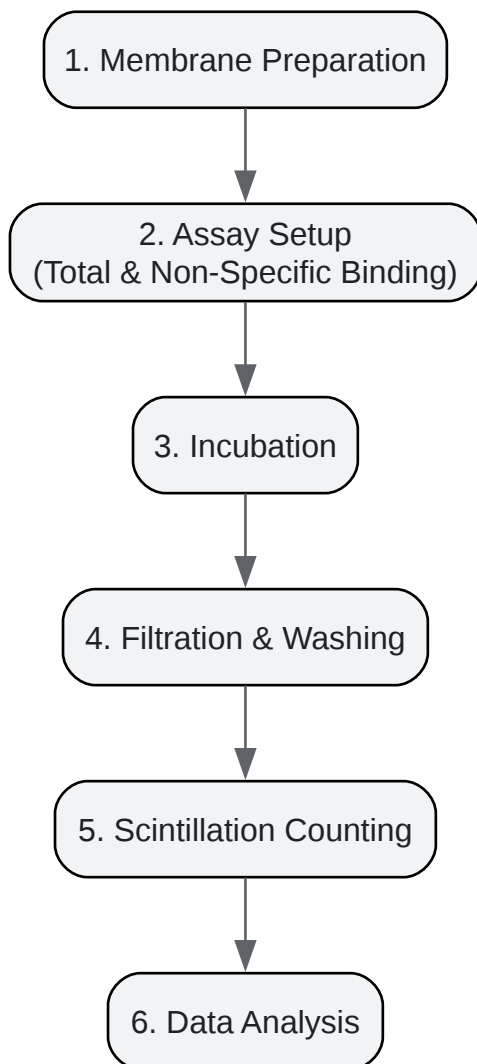 1. Membrane Preparation
2. Assay Setup
(Total & Non-Specific Binding)
3. Incubation
4. Filtration & Washing
5. Scintillation Counting
6. Data Analysis